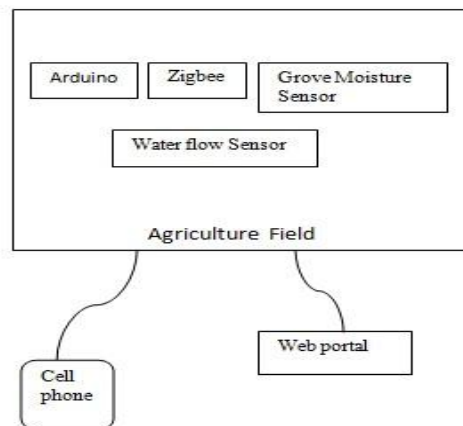 Arduino
Zigbee
Grove Moisture
Sensor
Water flow Sensor
Agriculture Field
Web portal
Cell
phone